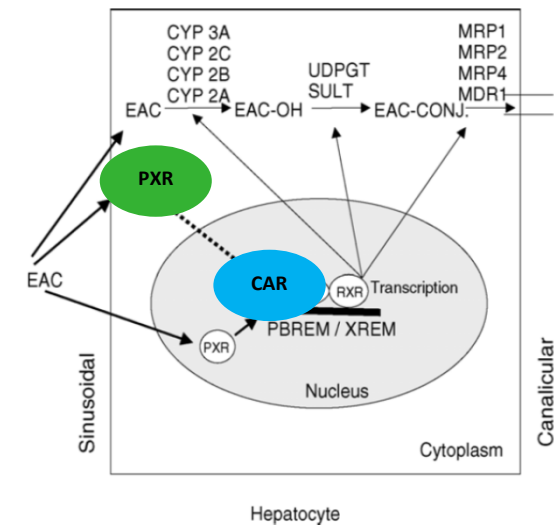 CYP 3A
CYP 2C
CYP 2B
CYP 2A
UDPGT
SULT
MRP1
MRP2
MRP4
MDR1
EAC
EAC-OH
EAC-CONJ.
PXR
EAC
CAR
RXR
Transcription
PBREM / XREM
PXR
Nucleus
Sinusoidal
Canalicular
Cytoplasm
Hepatocyte